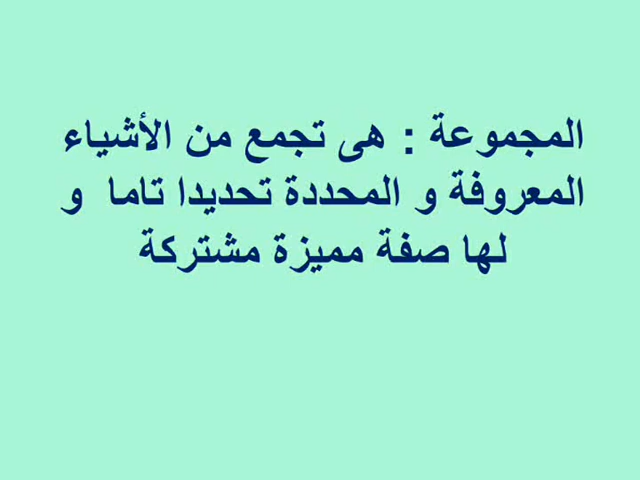 المجموعة : هى تجمع من الأشياء
المعروفة و المحددة تحديدا تاما و
لها صفة مميزة مشتركة